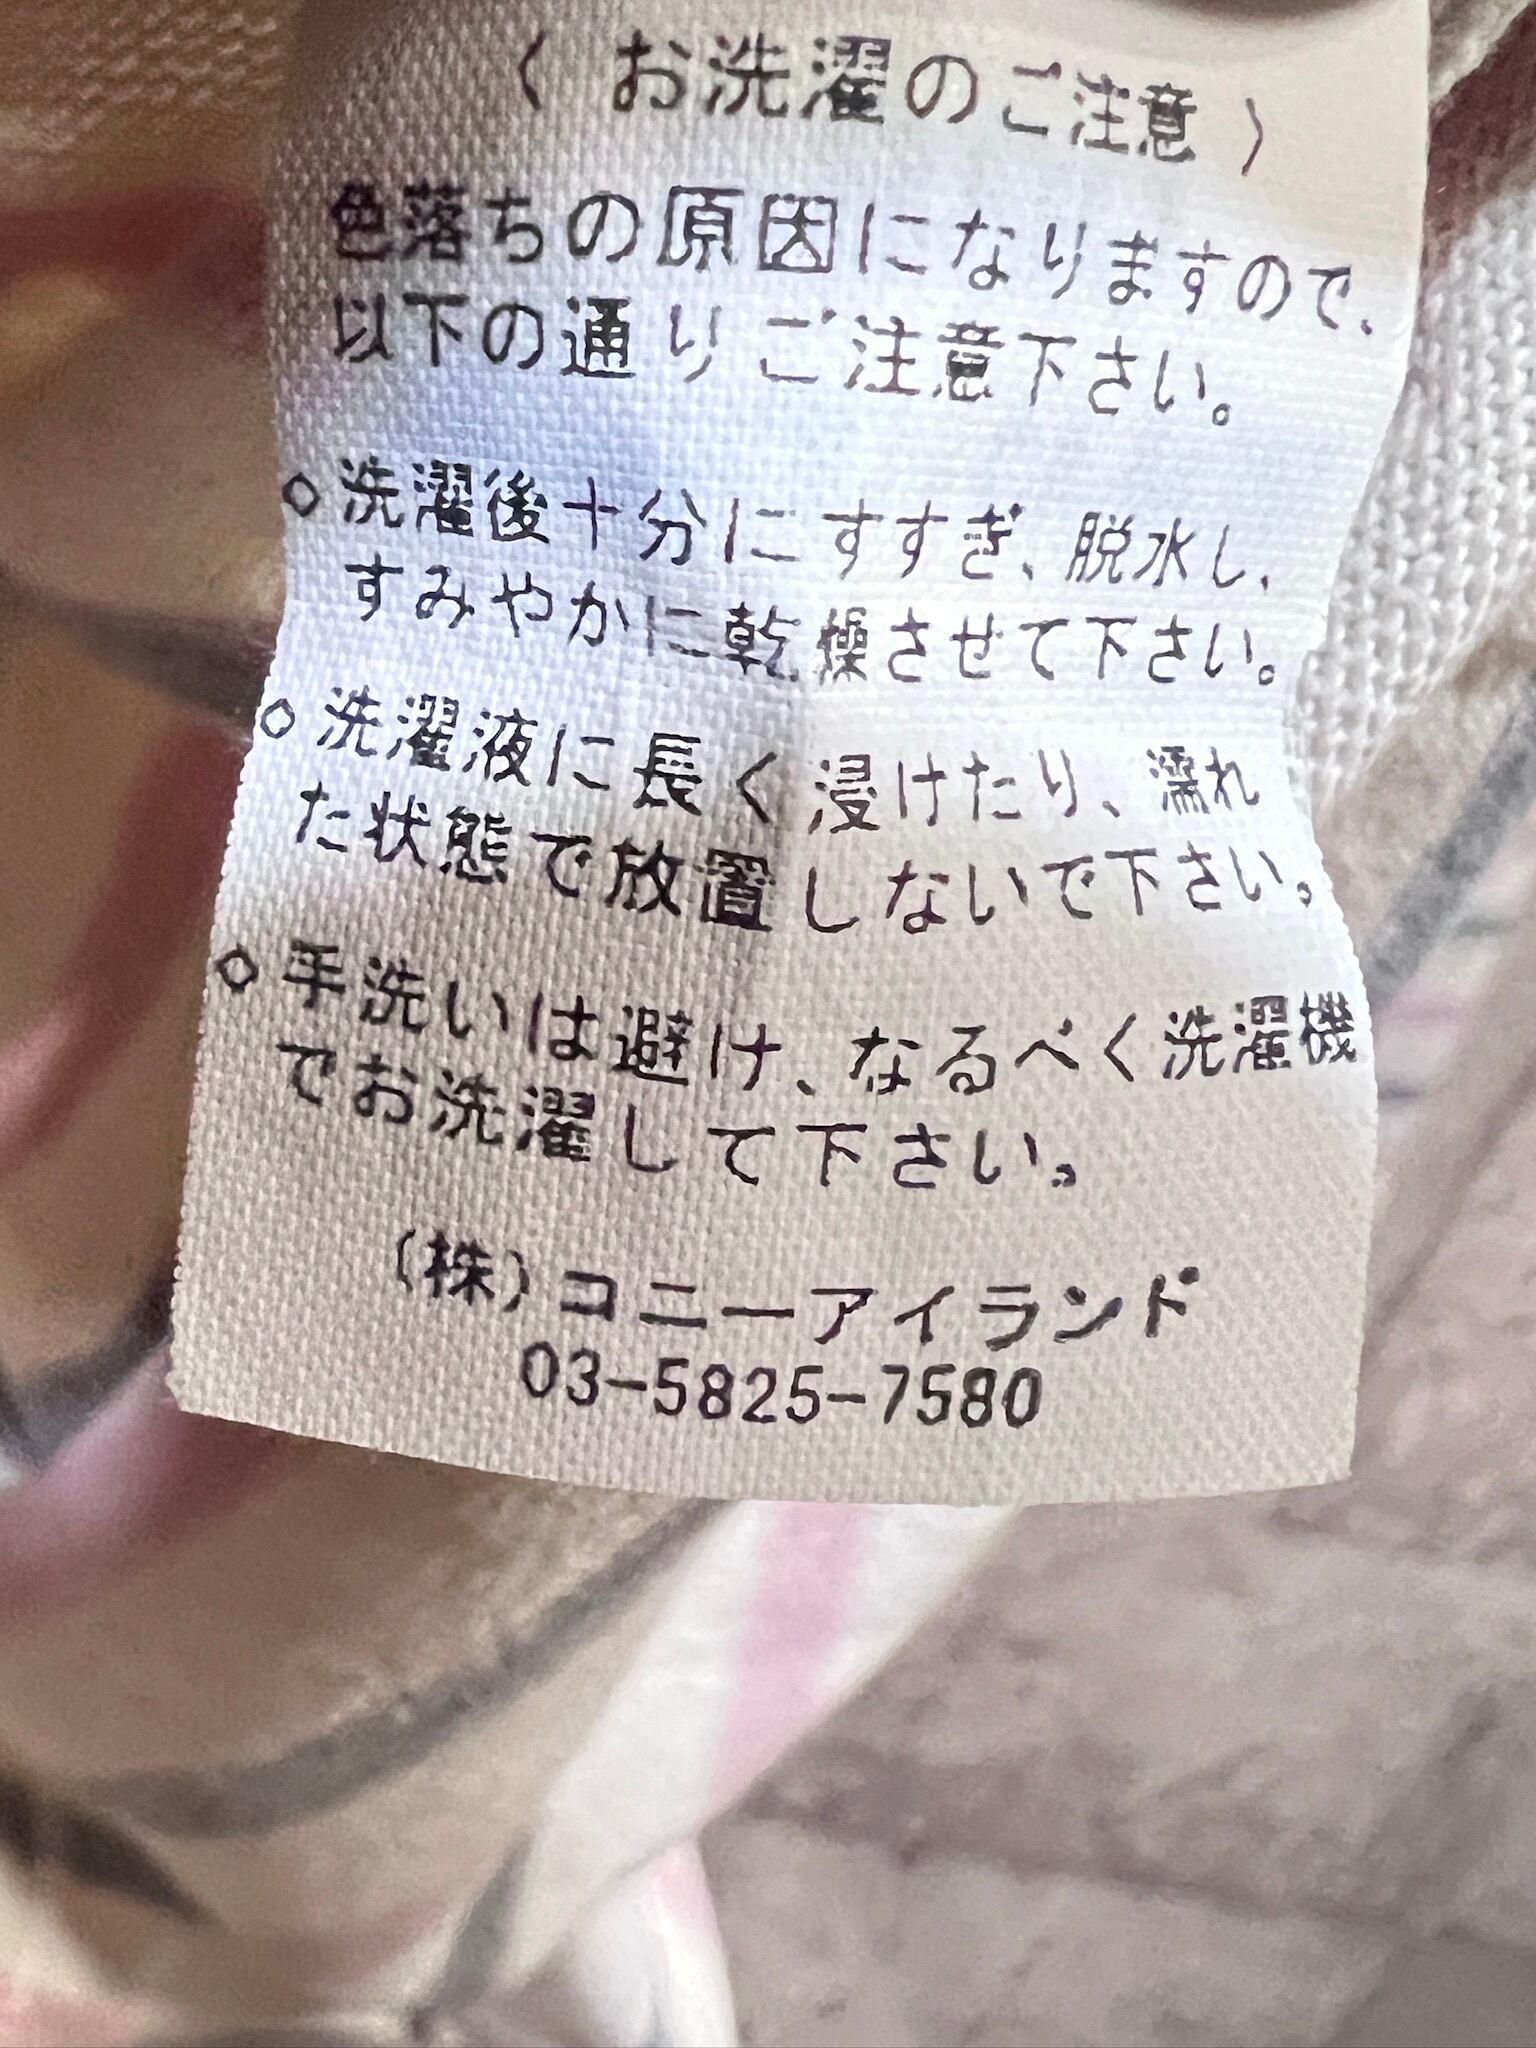 〈 お洗濯のご注意 〉
色落ちの原因になりますので、
以下の通りご注意下さい。
◇洗濯後十分にすすぎ、脱水し、
すみやかに乾燥させて下さい。
◇洗濯液に長く浸けたり、濡れ
た状態で放置しないで下さい。
◇手洗いは避け、なるべく洗濯機
でお洗濯して下さい。
(株)コニーアイランド
03-5825-7580